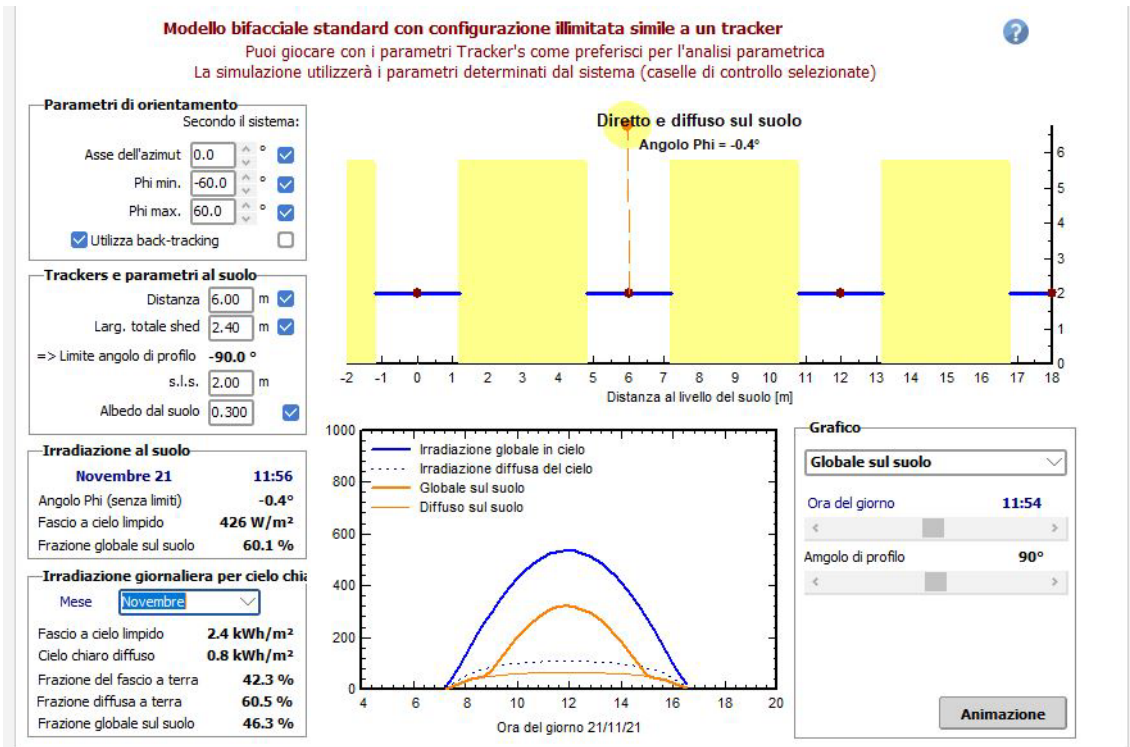 Modello bifacciale standard con configurazione illimitata simile a un tracker
Puoi giocare con i parametri Tracker's come preferisci per l'analisi parametrica
La simulazione utilizzerà i parametri determinati dal sistema (caselle di controllo selezionate)
?
Parametri di orientamento
Secondo il sistema:
Asse dell'azimut 0.0 °
Phi min. -60.0 °
Phi max. 60.0 °
Utilizza back-tracking
Trackers e parametri al suolo
Distanza 6.00 m
Larg. totale shed 2.40 m
=> Limite angolo di profilo -90.0 °
s.l.s. 2.00 m
Albedo dal suolo 0.300
Irradiazione al suolo
Novembre 21 11:56
Angolo Phi (senza limiti) -0.4°
Fascio a cielo limpido 426 W/m²
Frazione globale sul suolo 60.1 %
Irradiazione giornaliera per cielo chia
Mese Novembre
Fascio a cielo limpido 2.4 kWh/m²
Cielo chiaro diffuso 0.8 kWh/m²
Frazione del fascio a terra 42.3 %
Frazione diffusa a terra 60.5 %
Frazione globale sul suolo 46.3 %
Diretto e diffuso sul suolo
Angolo Phi = -0.4°
6
5
4
3
2
1
0
-2 -1 0 1 2 3 4 5 6 7 8 9 10 11 12 13 14 15 16 17 18
Distanza al livello del suolo [m]
1000
800
600
400
200
0
Irradiazione globale in cielo
Irradiazione diffusa del cielo
Globale sul suolo
Diffuso sul suolo
4 6 8 10 12 14 16 18 20
Ora del giorno 21/11/21
Grafico
Globale sul suolo
Ora del giorno 11:54
Amgolo di profilo 90°
Animazione